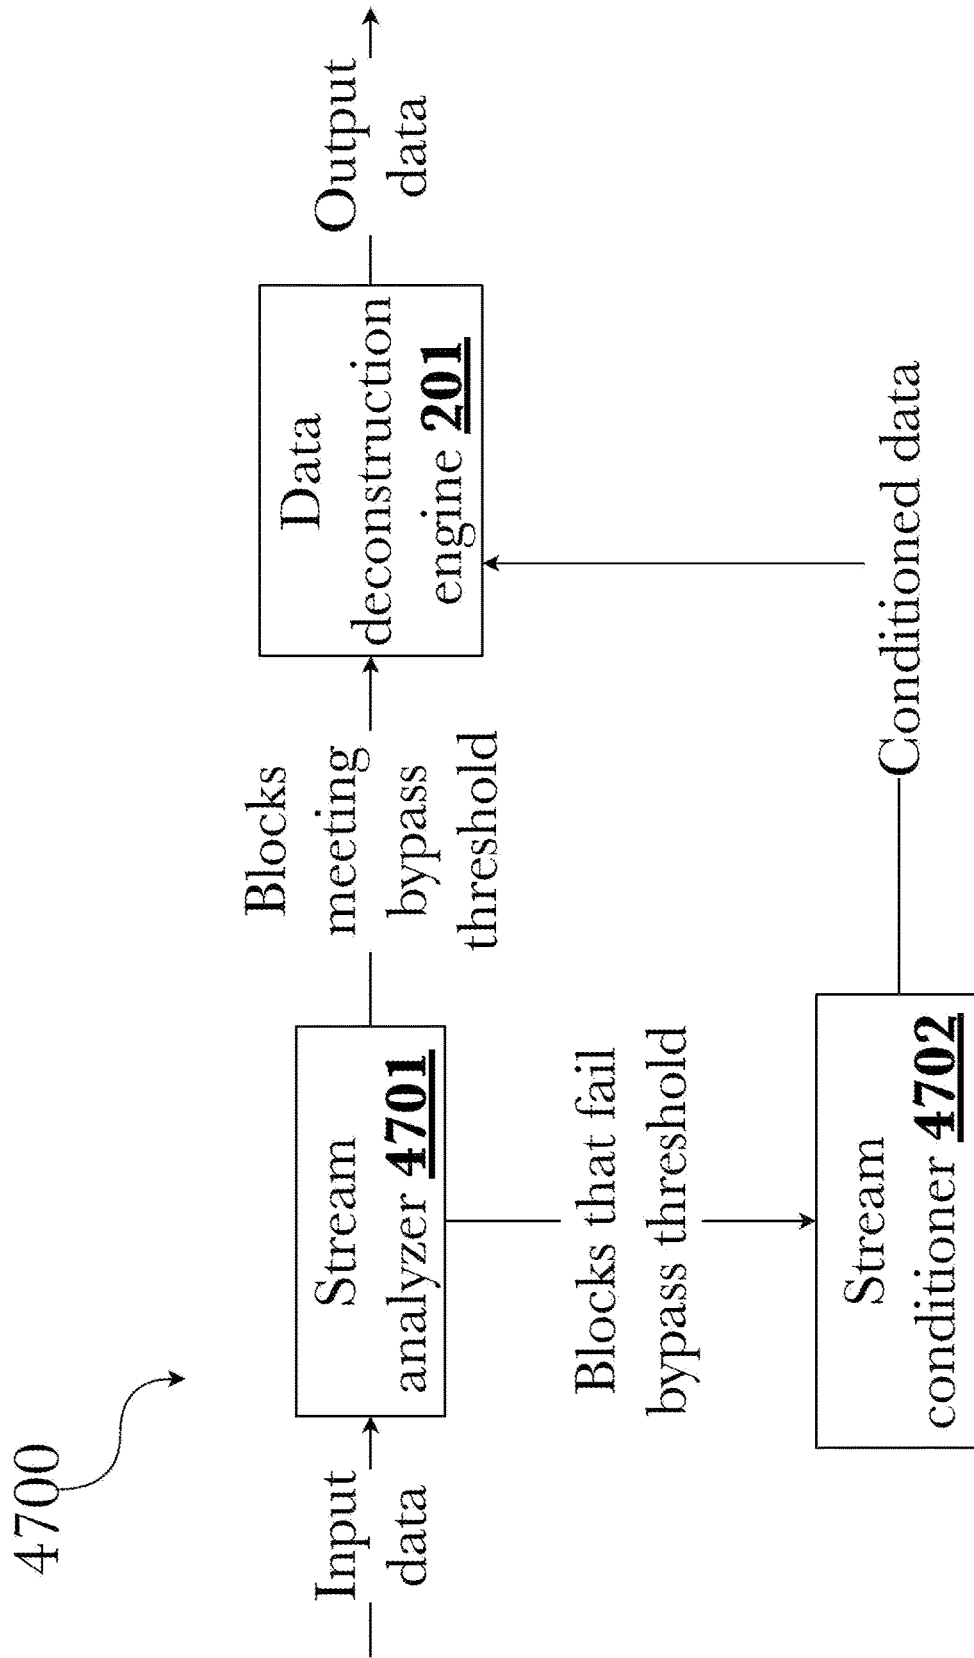 4700
Input
data
Stream
analyzer 4701
Blocks
meeting
bypass
threshold
Data
deconstruction
engine 201
Output
data
Blocks that fail
bypass threshold
Stream
conditioner 4702
Conditioned data